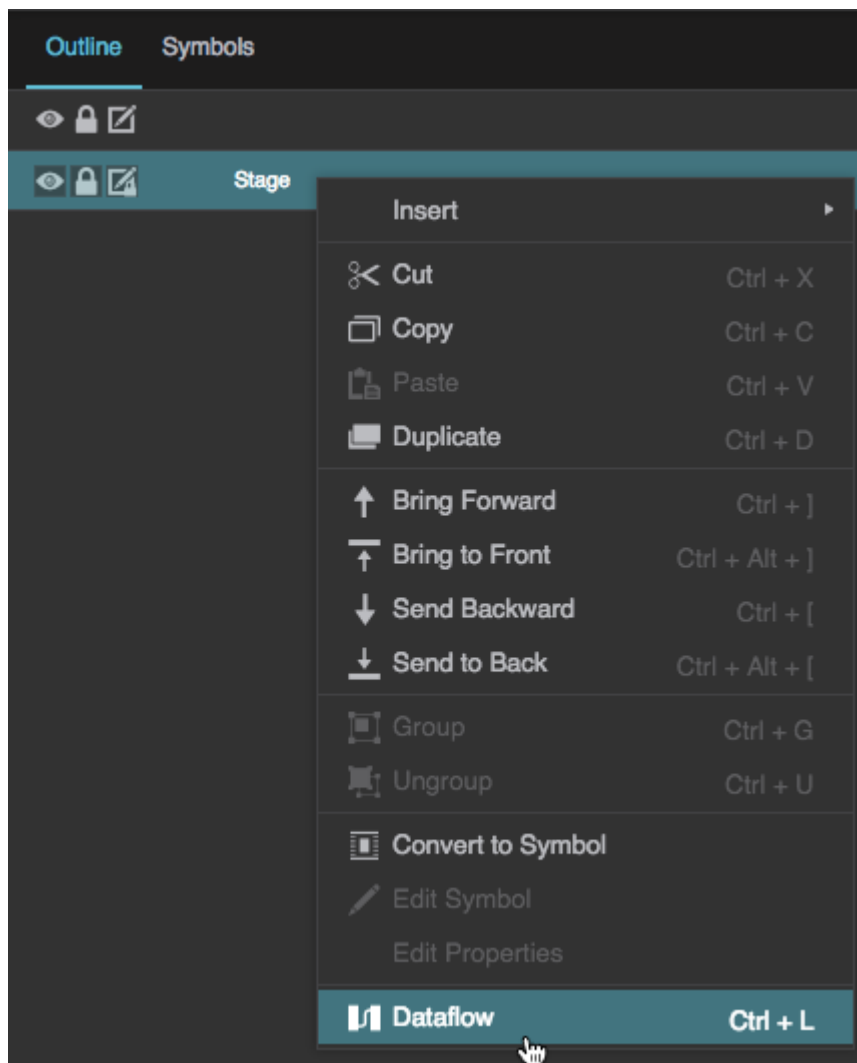 Outline Symbols
Stage
Insert
Cut Ctrl + X
Copy Ctrl + C
Paste Ctrl + V
Duplicate Ctrl + D
Bring Forward Ctrl + ]
Bring to Front Ctrl + Alt + ]
Send Backward Ctrl + [
Send to Back Ctrl + Alt + [
Group Ctrl + G
Ungroup Ctrl + U
Convert to Symbol
Edit Symbol
Edit Properties
Dataflow Ctrl + L